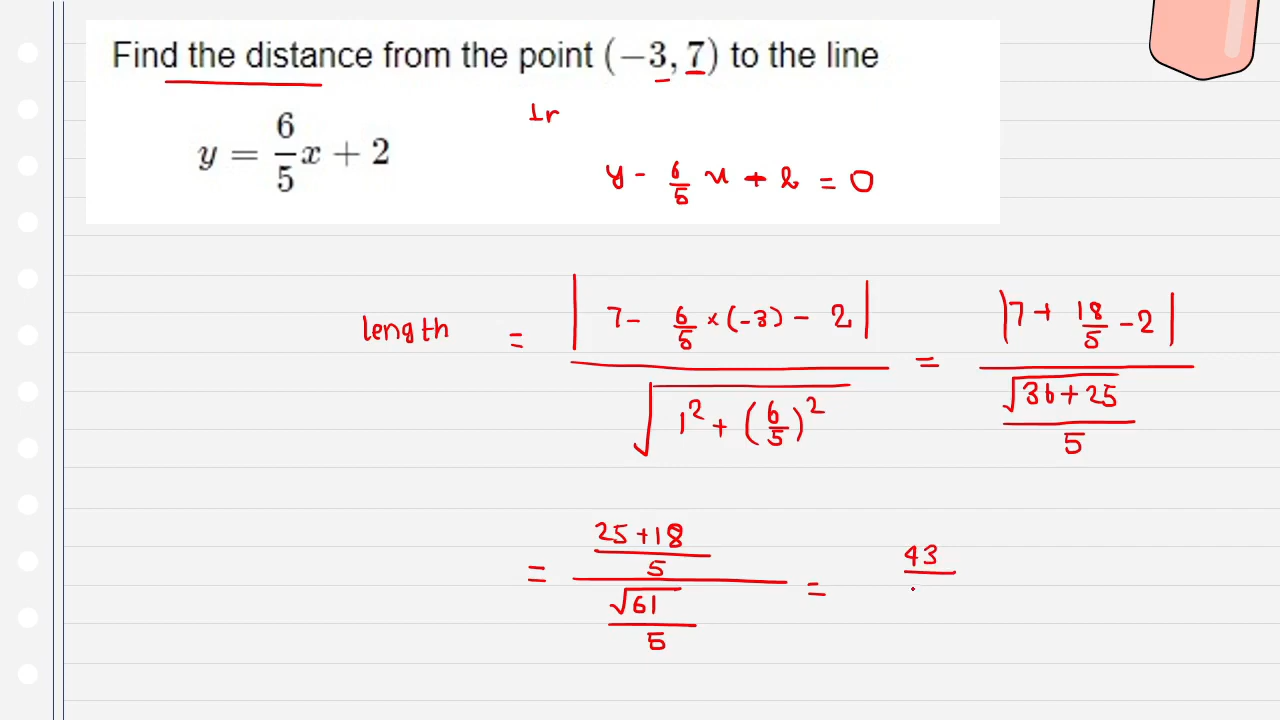 Find the distance from the point (−3, 7) to the line
⊥r
y = 6/5 x + 2
y - 6/5 x + 2 = 0
length = |7 - 6/5 × (-3) - 2| / √(1² + (6/5)²) = |7 + 18/5 - 2| / (√(36 + 25) / 5)
= ((25 + 18) / 5) / (√61 / 5) = 43 /